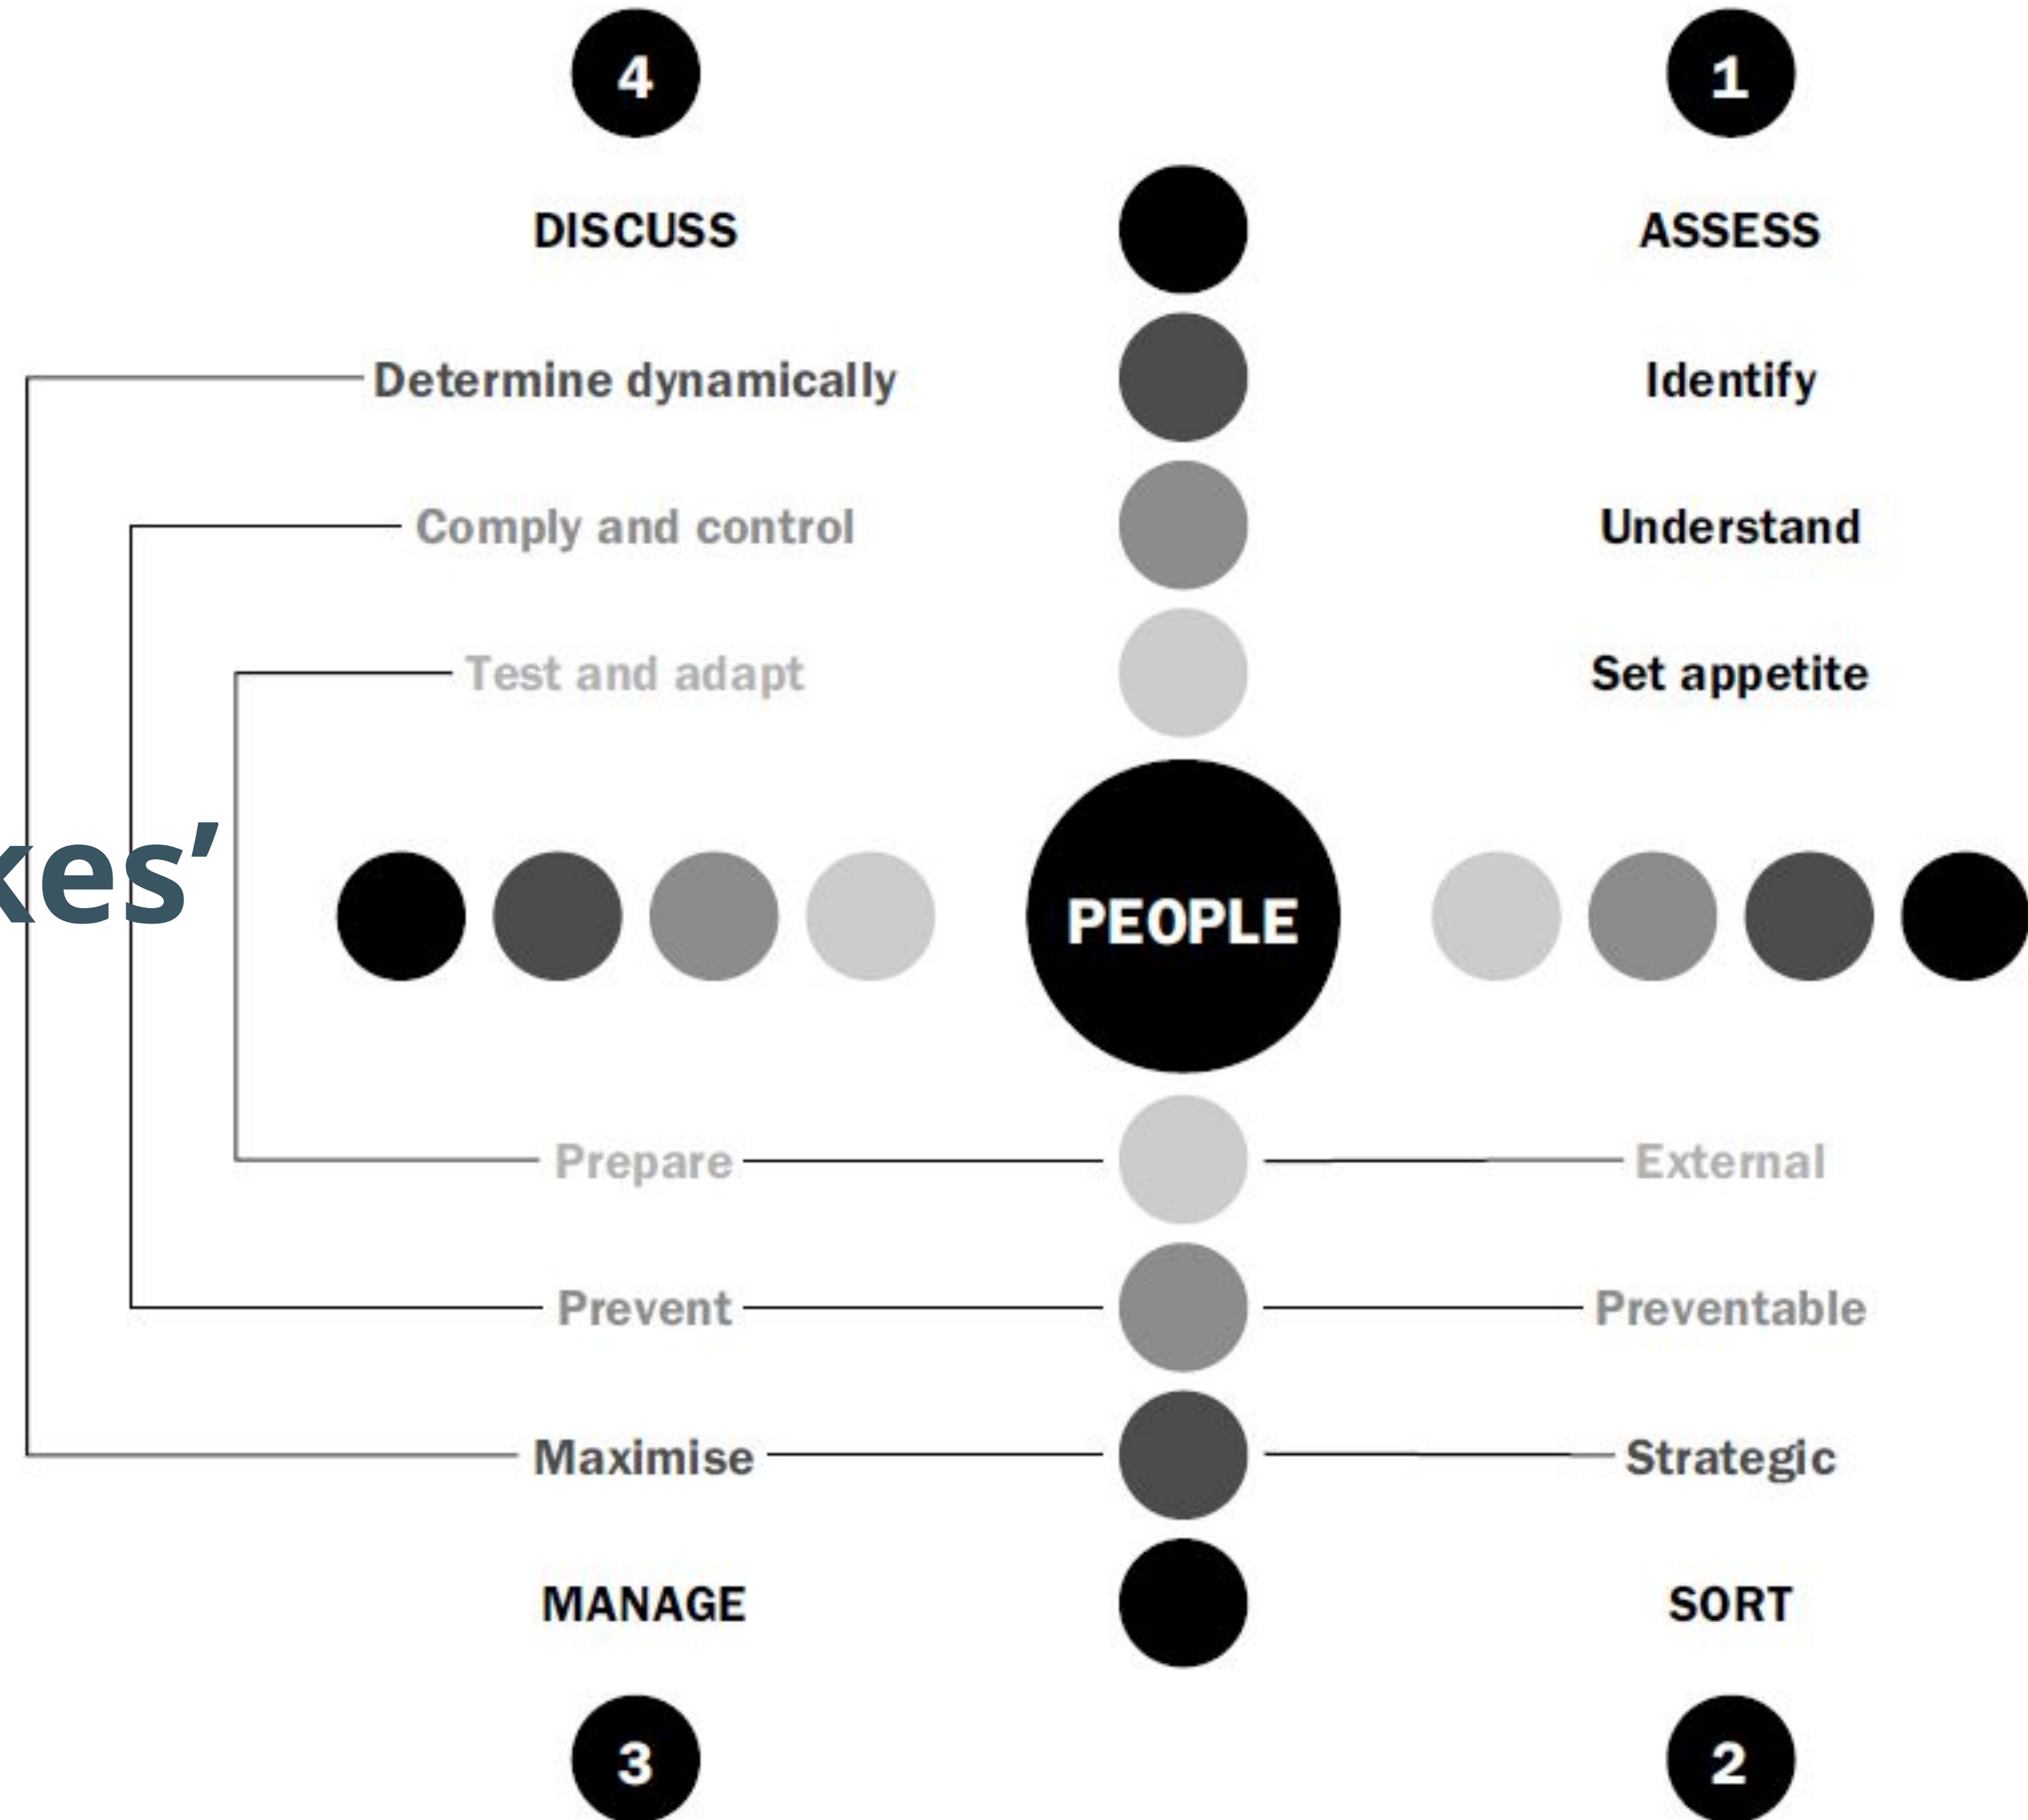 4
DISCUSS
Determine dynamically
Comply and control
Test and adapt
1
ASSESS
Identify
Understand
Set appetite
kes’
PEOPLE
Prepare
Prevent
Maximise
MANAGE
3
External
Preventable
Strategic
SORT
2